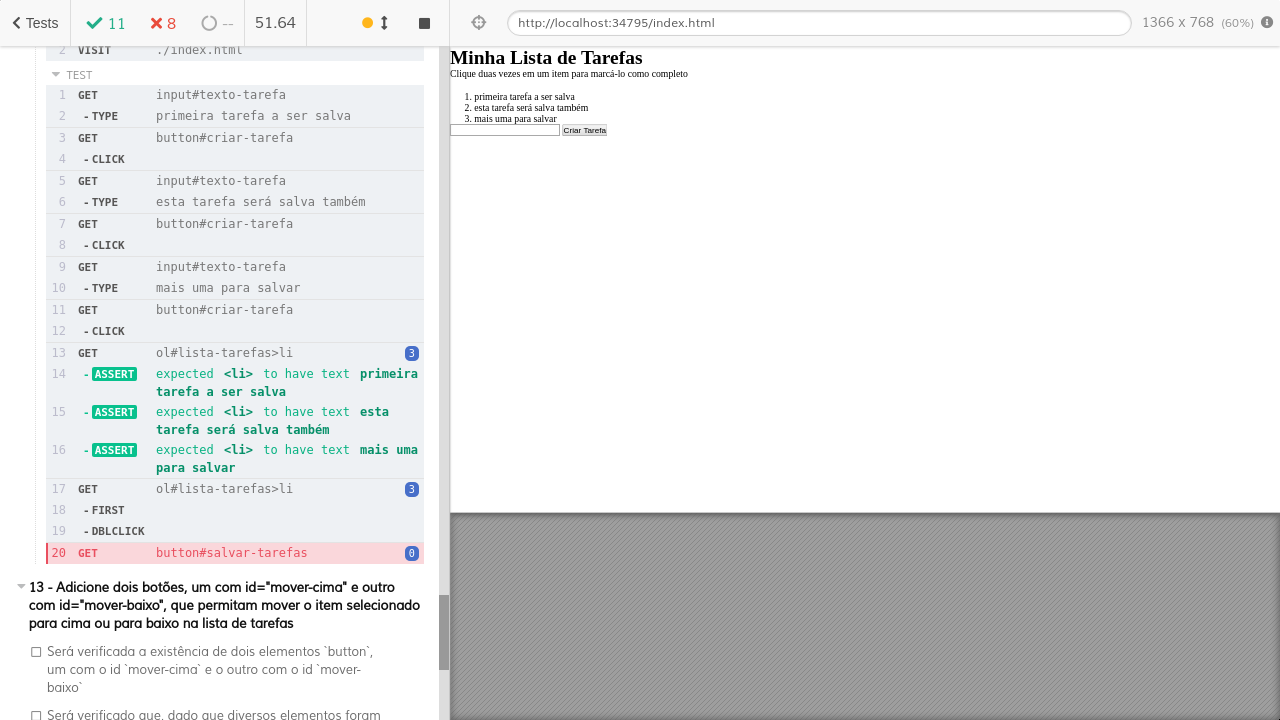 Tests 11 8 -- 51.64 http://localhost:34795/index.html 1366 x 768 (60%)
2 VISIT ./index.html
TEST
1 GET input#texto-tarefa
2 - TYPE primeira tarefa a ser salva
3 GET button#criar-tarefa
4 - CLICK
5 GET input#texto-tarefa
6 - TYPE esta tarefa será salva também
7 GET button#criar-tarefa
8 - CLICK
9 GET input#texto-tarefa
10 - TYPE mais uma para salvar
11 GET button#criar-tarefa
12 - CLICK
13 GET ol#lista-tarefas>li 3
14 - ASSERT expected <li> to have text primeira
tarefa a ser salva
15 - ASSERT expected <li> to have text esta
tarefa será salva também
16 - ASSERT expected <li> to have text mais uma
para salvar
17 GET ol#lista-tarefas>li 3
18 - FIRST
19 - DBLCLICK
20 GET button#salvar-tarefas 0
13 - Adicione dois botões, um com id="mover-cima" e outro
com id="mover-baixo", que permitam mover o item selecionado
para cima ou para baixo na lista de tarefas
Será verificada a existência de dois elementos `button`,
um com o id `mover-cima` e o outro com o id `mover-
baixo`
Será verificado que, dado que diversos elementos foram
Minha Lista de Tarefas
Clique duas vezes em um item para marcá-lo como completo
1. primeira tarefa a ser salva
2. esta tarefa será salva também
3. mais uma para salvar
Criar Tarefa